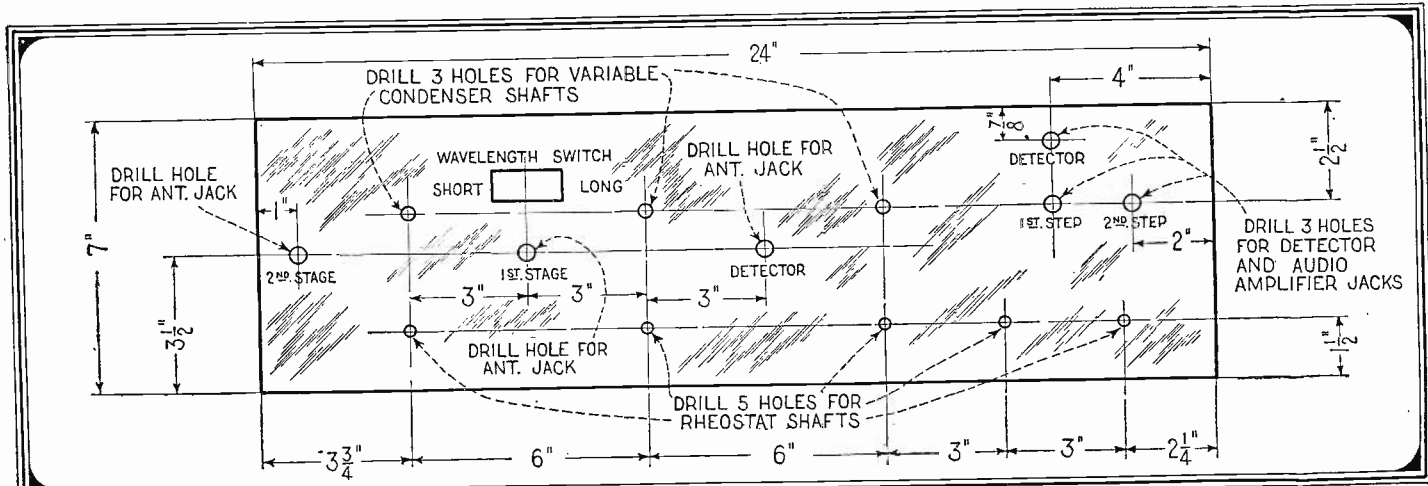 24"
4"
DRILL 3 HOLES FOR VARIABLE
CONDENSER SHAFTS
7/8"
2 1/2"
DETECTOR
WAVELENGTH SWITCH
SHORT
LONG
DRILL HOLE FOR
ANT. JACK
DRILL HOLE
FOR ANT. JACK
1"
7"
1ST. STEP
2ND. STEP
2"
DRILL 3 HOLES
FOR DETECTOR
AND AUDIO
AMPLIFIER JACKS
2ND. STAGE
1ST. STAGE
DETECTOR
3"
3"
3"
3 1/2"
1 1/2"
DRILL HOLE FOR
ANT. JACK
DRILL 5 HOLES FOR
RHEOSTAT SHAFTS
3 3/4"
6"
6"
3"
3"
2 1/4"